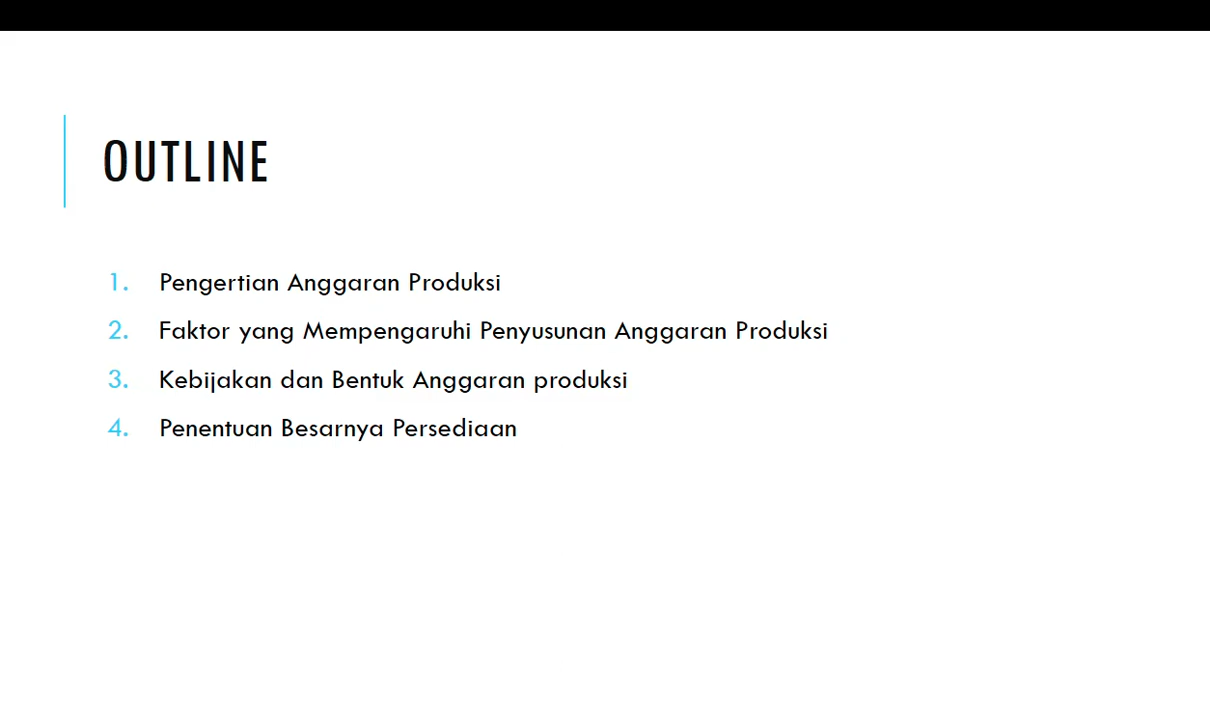 OUTLINE
1. Pengertian Anggaran Produksi
2. Faktor yang Mempengaruhi Penyusunan Anggaran Produksi
3. Kebijakan dan Bentuk Anggaran produksi
4. Penentuan Besarnya Persediaan